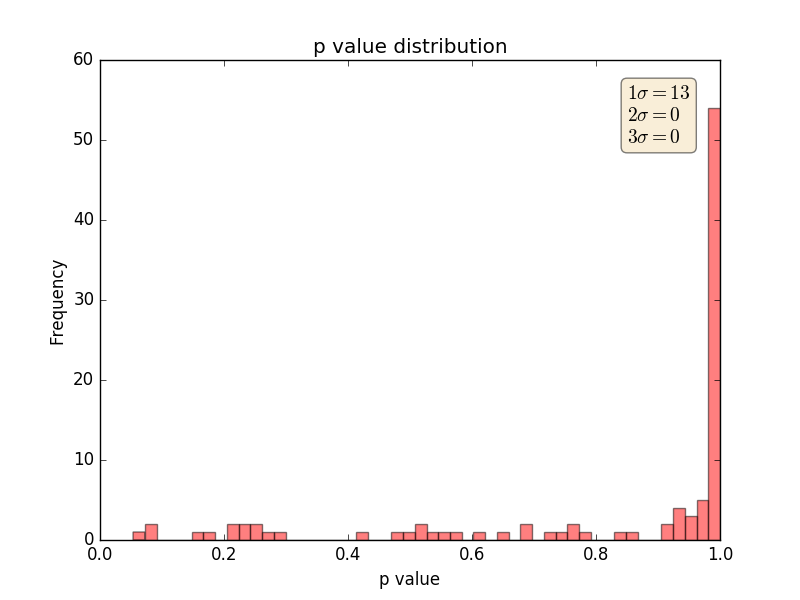 p value distribution
60
50
40
30
20
10
0
Frequency
1σ = 13
2σ = 0
3σ = 0
0.0 0.2 0.4 0.6 0.8 1.0
p value